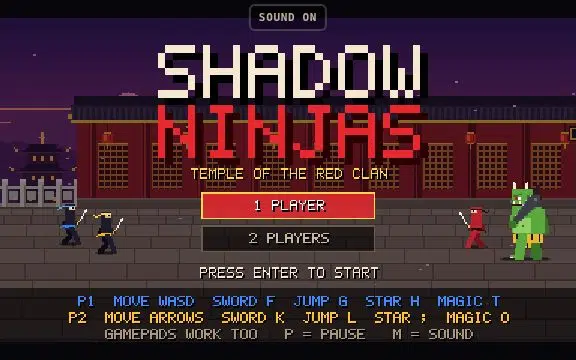 SOUND ON
SHADOW
NINJAS
TEMPLE OF THE RED CLAN
1 PLAYER
2 PLAYERS
PRESS ENTER TO START
P1 MOVE WASD SWORD F JUMP G STAR H MAGIC T
P2 MOVE ARROWS SWORD K JUMP L STAR ; MAGIC O
GAMEPADS WORK TOO P = PAUSE M = SOUND